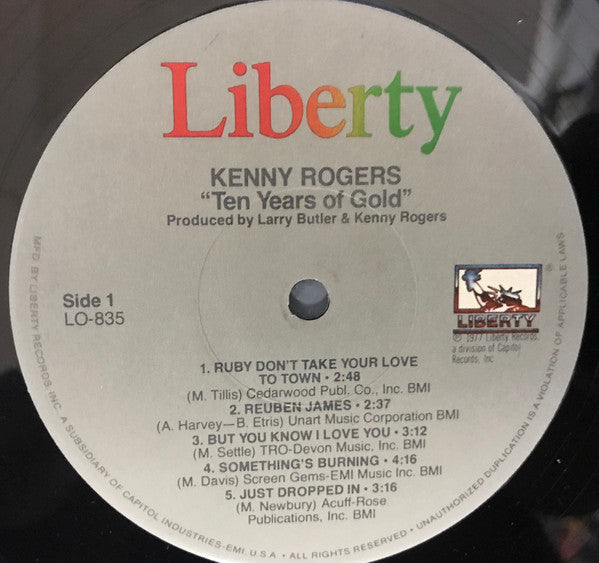 Liberty
KENNY ROGERS
“Ten Years of Gold”
Produced by Larry Butler & Kenny Rogers
Side 1
LO-835
LIBERTY
®
℗ 1977 Liberty Records,
a division of Capitol
Records, Inc
1. RUBY DON'T TAKE YOUR LOVE
TO TOWN • 2:48
(M. Tillis) Cedarwood Publ. Co., Inc. BMI
2. REUBEN JAMES • 2:37
(A. Harvey—B. Etris) Unart Music Corporation BMI
3. BUT YOU KNOW I LOVE YOU • 3:12
(M. Settle) TRO-Devon Music, Inc. BMI
4. SOMETHING'S BURNING • 4:16
(M. Davis) Screen Gems-EMI Music Inc. BMI
5. JUST DROPPED IN • 3:16
(M. Newbury) Acuff-Rose
Publications, Inc. BMI
MFD. BY LIBERTY RECORDS, INC. A SUBSIDIARY OF CAPITOL INDUSTRIES-EMI, U.S.A. • ALL RIGHTS RESERVED • UNAUTHORIZED DUPLICATION IS A VIOLATION OF APPLICABLE LAWS